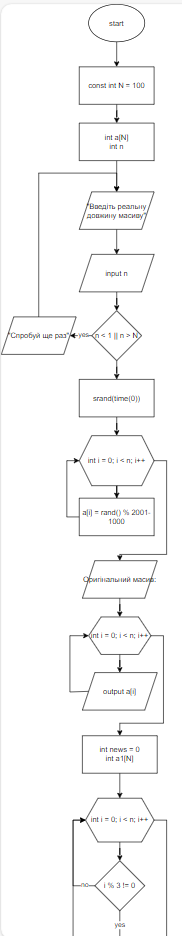 start
const int N = 100
int a[N]
int n
"Введіть реальну
довжину масиву"
input n
"Спробуй ще раз"
yes
n < 1 || n > N
srand(time(0))
int i = 0; i < n; i++
a[i] = rand() % 2001-
1000
Оригінальний масив:
int i = 0; i < n; i++
output a[i]
int news = 0
int a1[N]
int i = 0; i < n; i++
no
i % 3 != 0
yes